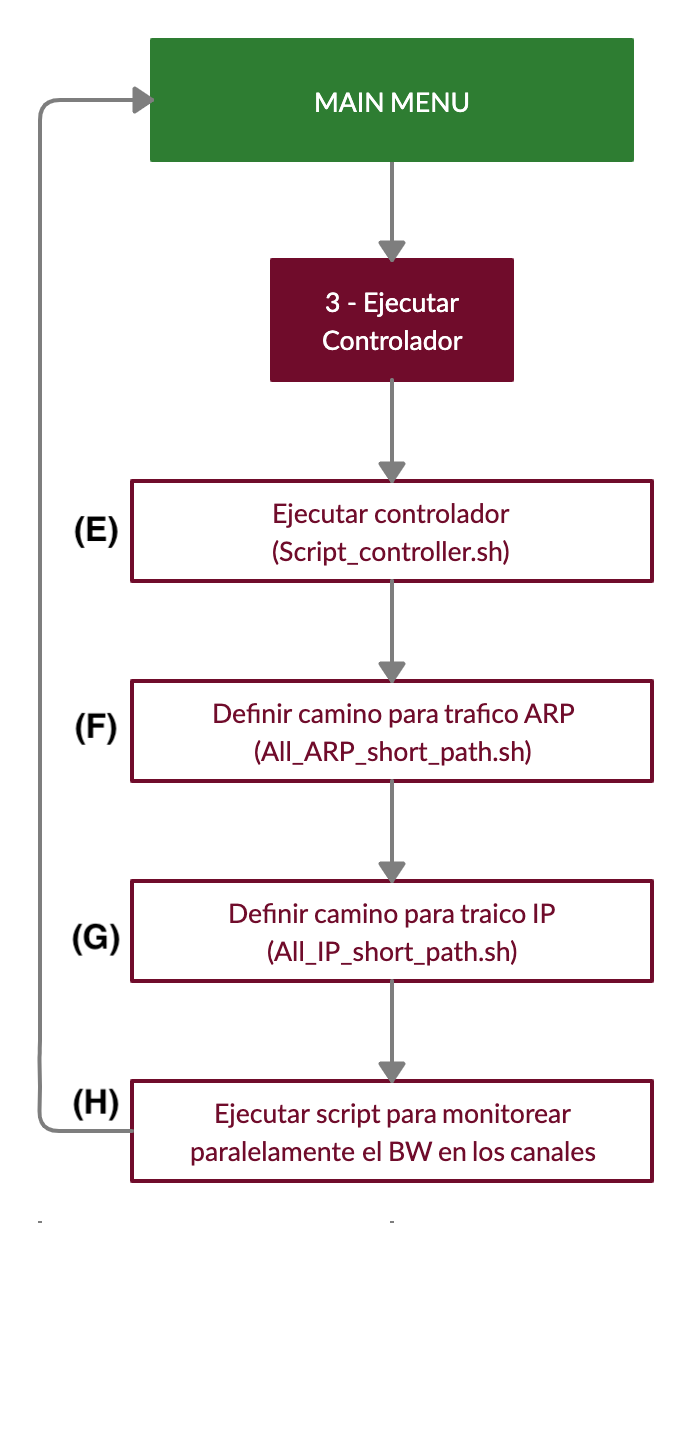 MAIN MENU
3 - Ejecutar
Controlador
(E)
Ejecutar controlador
(Script_controller.sh)
(F)
Definir camino para trafico ARP
(All_ARP_short_path.sh)
(G)
Definir camino para traico IP
(All_IP_short_path.sh)
(H)
Ejecutar script para monitorear
paralelamente el BW en los canales